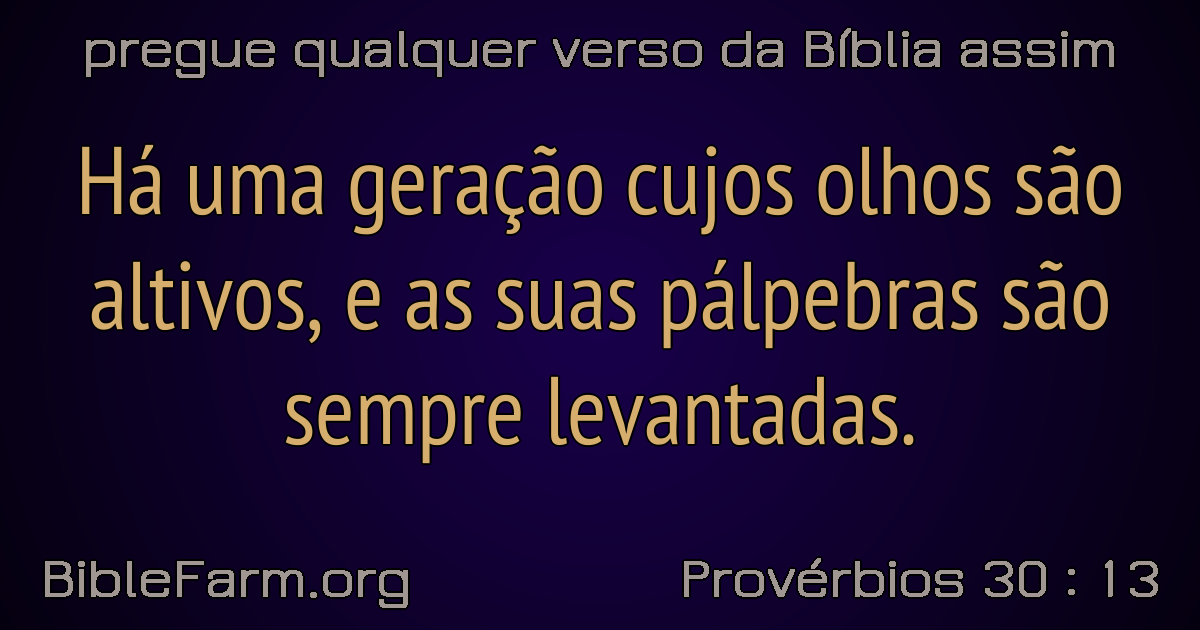 pregue qualquer verso da Bíblia assim
Há uma geração cujos olhos são
altivos, e as suas pálpebras são
sempre levantadas.
BibleFarm.org
Provérbios 30 : 13